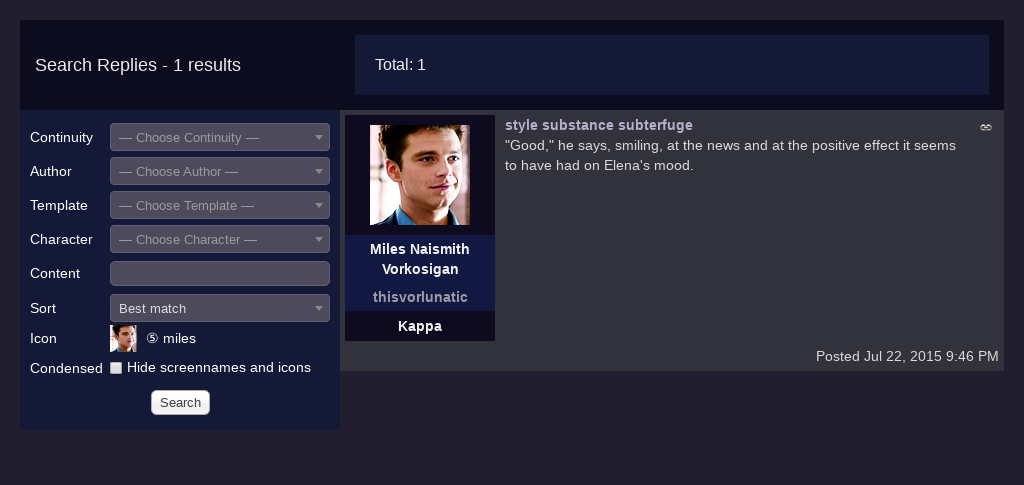 Search Replies - 1 results
Total: 1
Continuity
— Choose Continuity —
Author
— Choose Author —
Template
— Choose Template —
Character
— Choose Character —
Content
Sort
Best match
Icon
⑤ miles
Condensed
Hide screennames and icons
Search
Miles Naismith
Vorkosigan
thisvorlunatic
Kappa
style substance subterfuge
"Good," he says, smiling, at the news and at the positive effect it seems
to have had on Elena's mood.
Posted Jul 22, 2015 9:46 PM